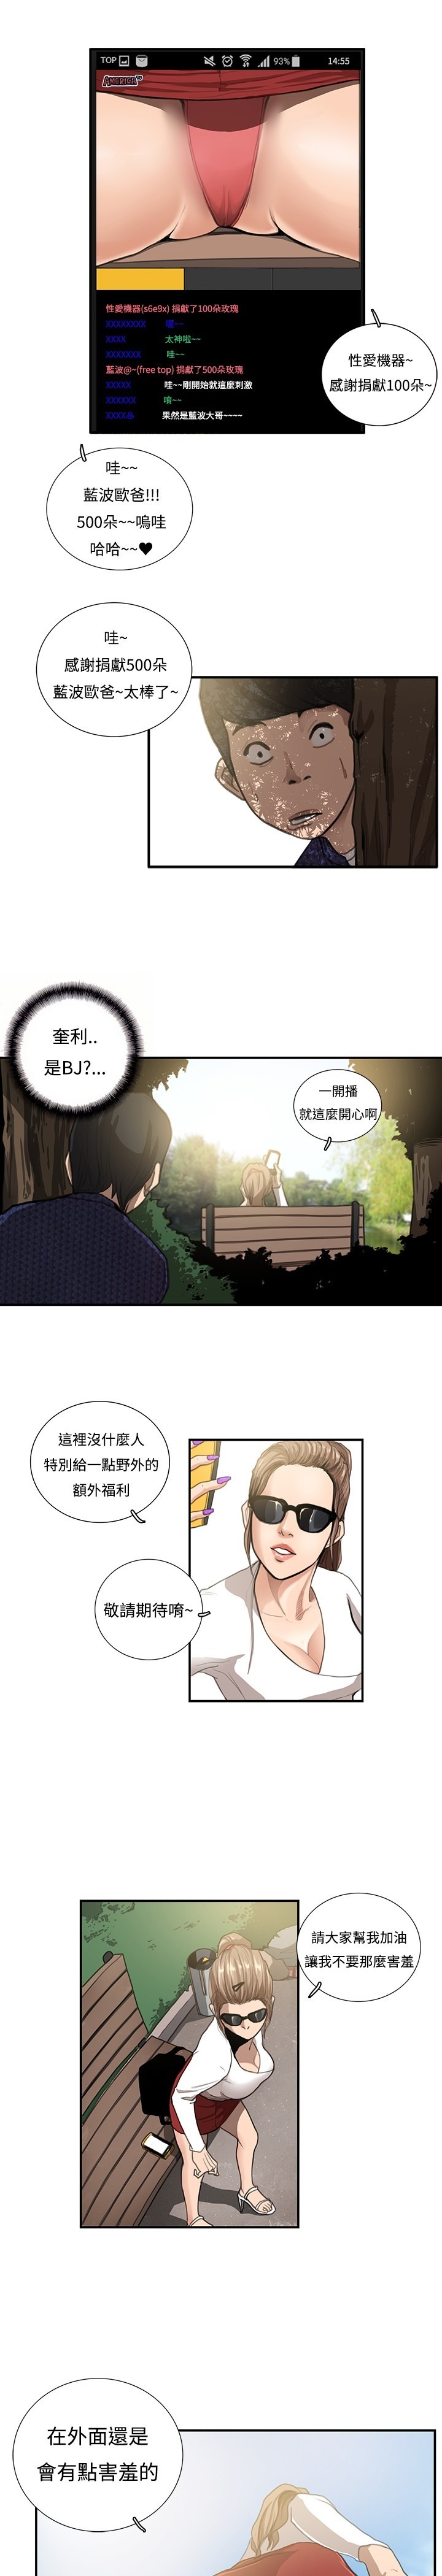 TOP
93%
14:55
AMERICA
性愛機器(s6e9x) 捐獻了100朵玫瑰
XXXXXXXX
XXXX 太神啦~~
XXXXXXX 哇~~
藍波@~(free top) 捐獻了500朵玫瑰
XXXXX 哇~~剛開始就這麼刺激
XXXXXX 唷~~
果然是藍波大哥~~~~
性愛機器~
感謝捐獻100朵~
哇~~
藍波歐爸!!!
500朵~~嗚哇
哈哈~~♥
哇~
感謝捐獻500朵
藍波歐爸~太棒了~
奎利..
是BJ?...
一開播
就這麼開心啊
這裡沒什麼人
特別給一點野外的
額外福利
敬請期待唷~
請大家幫我加油
讓我不要那麼害羞
在外面還是
會有點害羞的